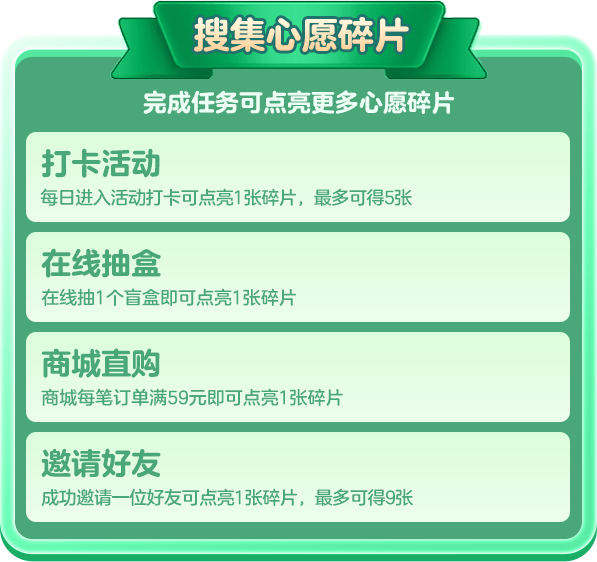 搜集心愿碎片
完成任务可点亮更多心愿碎片
打卡活动
每日进入活动打卡可点亮1张碎片，最多可得5张
在线抽盒
在线抽1个盲盒即可点亮1张碎片
商城直购
商城每笔订单满59元即可点亮1张碎片
邀请好友
成功邀请一位好友可点亮1张碎片，最多可得9张